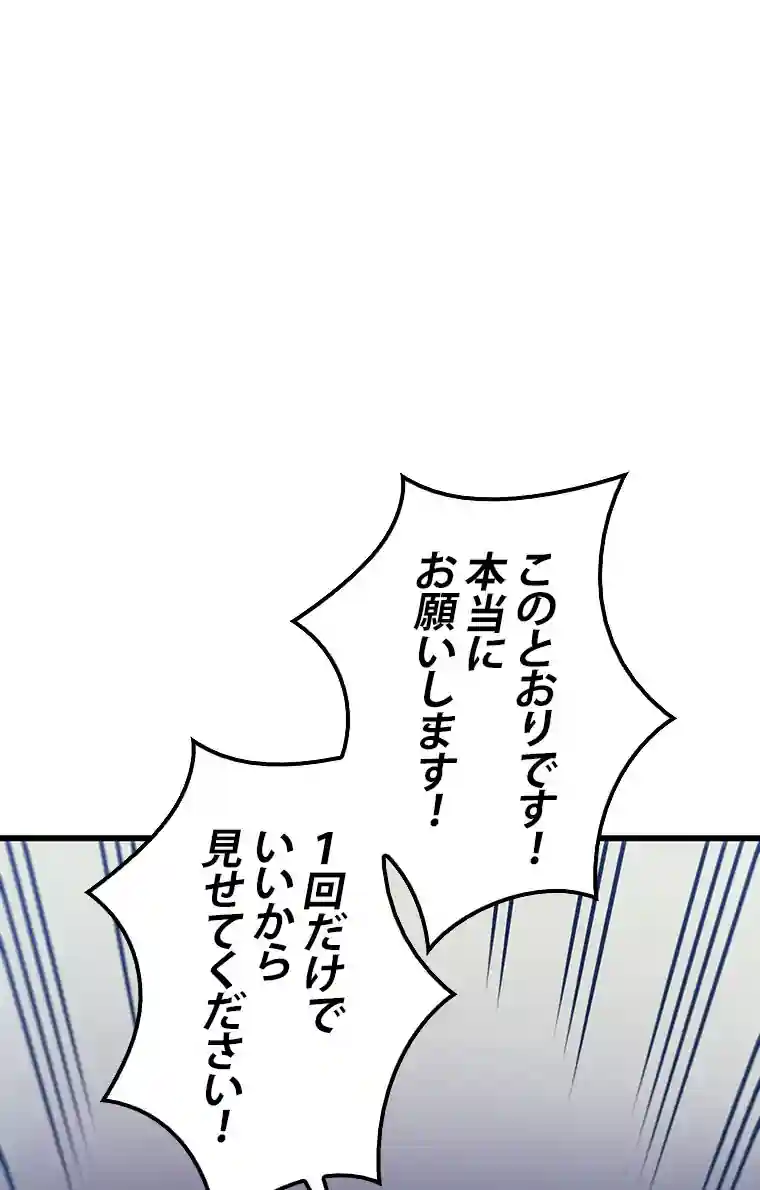 このとおりです！
本当に
お願いします！
1回だけで
いいから
見せてください！